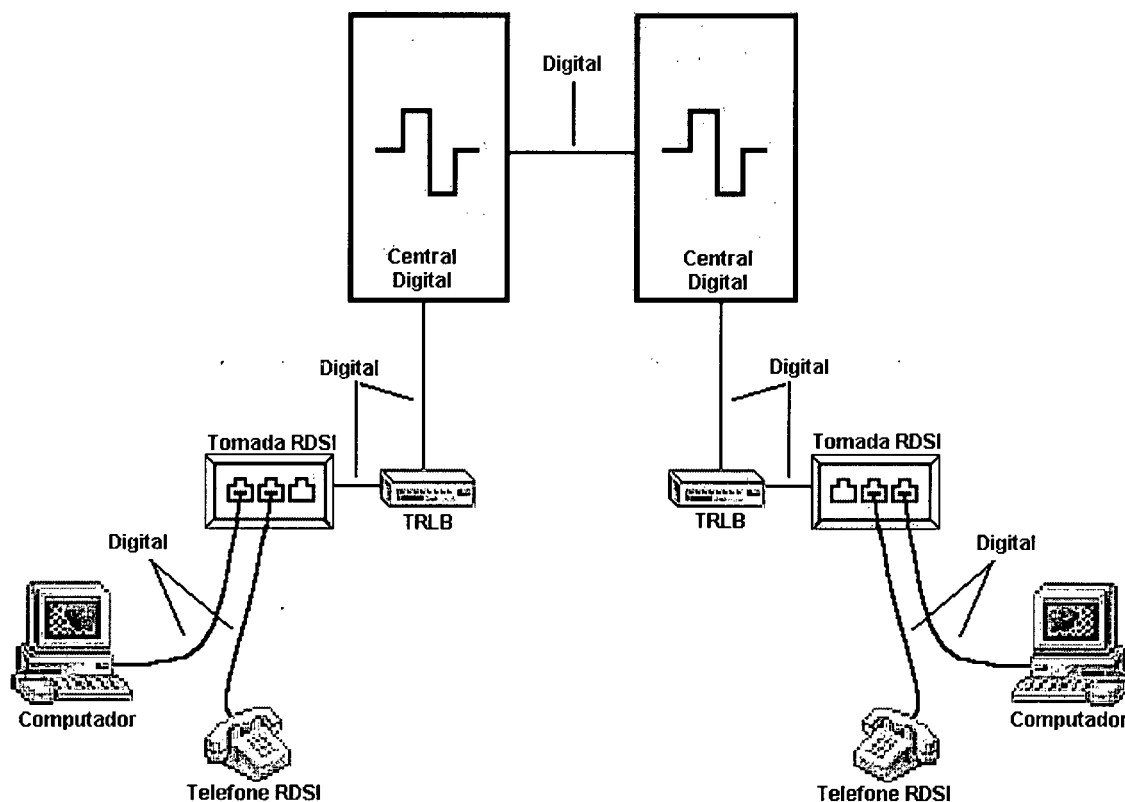 Digital
Central
Digital
Central
Digital
Digital
Digital
Tomada RDSI
Tomada RDSI
TRLB
TRLB
Digital
Digital
Computador
Computador
Telefone RDSI
Telefone RDSI